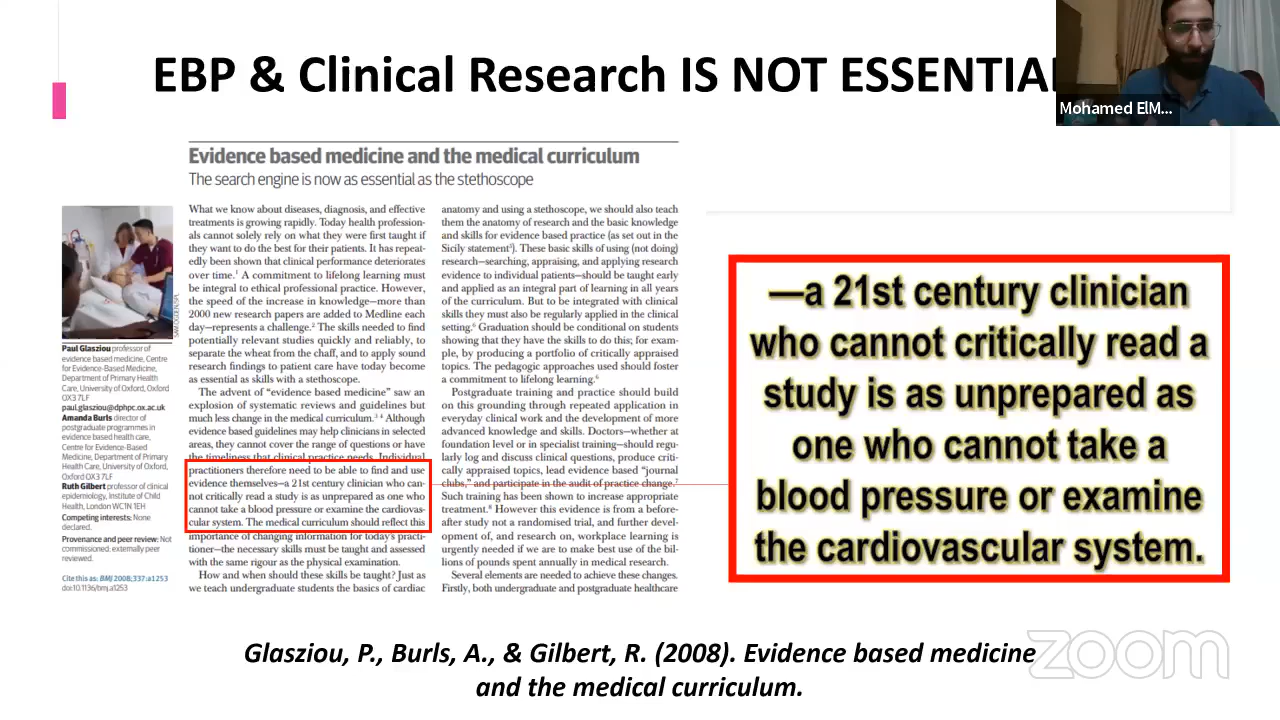 EBP & Clinical Research IS NOT ESSENTIA
Mohamed ElM...
Evidence based medicine and the medical curriculum
The search engine is now as essential as the stethoscope
SAM OGDEN/SPL
Paul Glasziou professor of
evidence based medicine, Centre
for Evidence-Based Medicine,
Department of Primary Health
Care, University of Oxford, Oxford
OX3 7LF
paul.glasziou@dphpc.ox.ac.uk
Amanda Burls director of
postgraduate programmes in
evidence based health care,
Centre for Evidence-Based
Medicine, Department of Primary
Health Care, University of Oxford,
Oxford OX3 7LF
Ruth Gilbert professor of clinical
epidemiology, Institute of Child
Health, London WC1N 1EH
Competing interests: None
declared.
Provenance and peer review: Not
commissioned; externally peer
reviewed.
Cite this as: BMJ 2008;337:a1253
doi:10.1136/bmj.a1253
What we know about diseases, diagnosis, and effective
treatments is growing rapidly. Today health profession-
als cannot solely rely on what they were first taught if
they want to do the best for their patients. It has repeat-
edly been shown that clinical performance deteriorates
over time.1 A commitment to lifelong learning must
be integral to ethical professional practice. However,
the speed of the increase in knowledge—more than
2000 new research papers are added to Medline each
day—represents a challenge.2 The skills needed to find
potentially relevant studies quickly and reliably, to
separate the wheat from the chaff, and to apply sound
research findings to patient care have today become
as essential as skills with a stethoscope.
The advent of “evidence based medicine” saw an
explosion of systematic reviews and guidelines but
much less change in the medical curriculum.3 4 Although
evidence based guidelines may help clinicians in selected
areas, they cannot cover the range of questions or have
the timeliness that clinical practice needs. Individual
practitioners therefore need to be able to find and use
evidence themselves—a 21st century clinician who can-
not critically read a study is as unprepared as one who
cannot take a blood pressure or examine the cardiovas-
cular system. The medical curriculum should reflect this
importance of changing information for today's practi-
tioner—the necessary skills must be taught and assessed
with the same rigour as the physical examination.
How and when should these skills be taught? Just as
we teach undergraduate students the basics of cardiac
anatomy and using a stethoscope, we should also teach
them the anatomy of research and the basic knowledge
and skills for evidence based practice (as set out in the
Sicily statement5). These basic skills of using (not doing)
research—searching, appraising, and applying research
evidence to individual patients—should be taught early
and applied as an integral part of learning in all years
of the curriculum. But to be integrated with clinical
skills they must also be regularly applied in the clinical
setting.6 Graduation should be conditional on students
showing that they have the skills to do this; for exam-
ple, by producing a portfolio of critically appraised
topics. The pedagogic approaches used should foster
a commitment to lifelong learning.6
Postgraduate training and practice should build
on this grounding through repeated application in
everyday clinical work and the development of more
advanced knowledge and skills. Doctors—whether at
foundation level or in specialist training—should regu-
larly log and discuss clinical questions, produce criti-
cally appraised topics, lead evidence based “journal
clubs,” and participate in the audit of practice change.7
Such training has been shown to increase appropriate
treatment.8 However this evidence is from a before-
after study not a randomised trial, and further devel-
opment of, and research on, workplace learning is
urgently needed if we are to make best use of the bil-
lions of pounds spent annually in medical research.
Several elements are needed to achieve these changes.
Firstly, both undergraduate and postgraduate healthcare
—a 21st century clinician
who cannot critically read a
study is as unprepared as
one who cannot take a
blood pressure or examine
the cardiovascular system.
Glasziou, P., Burls, A., & Gilbert, R. (2008). Evidence based medicine
and the medical curriculum.
zoom